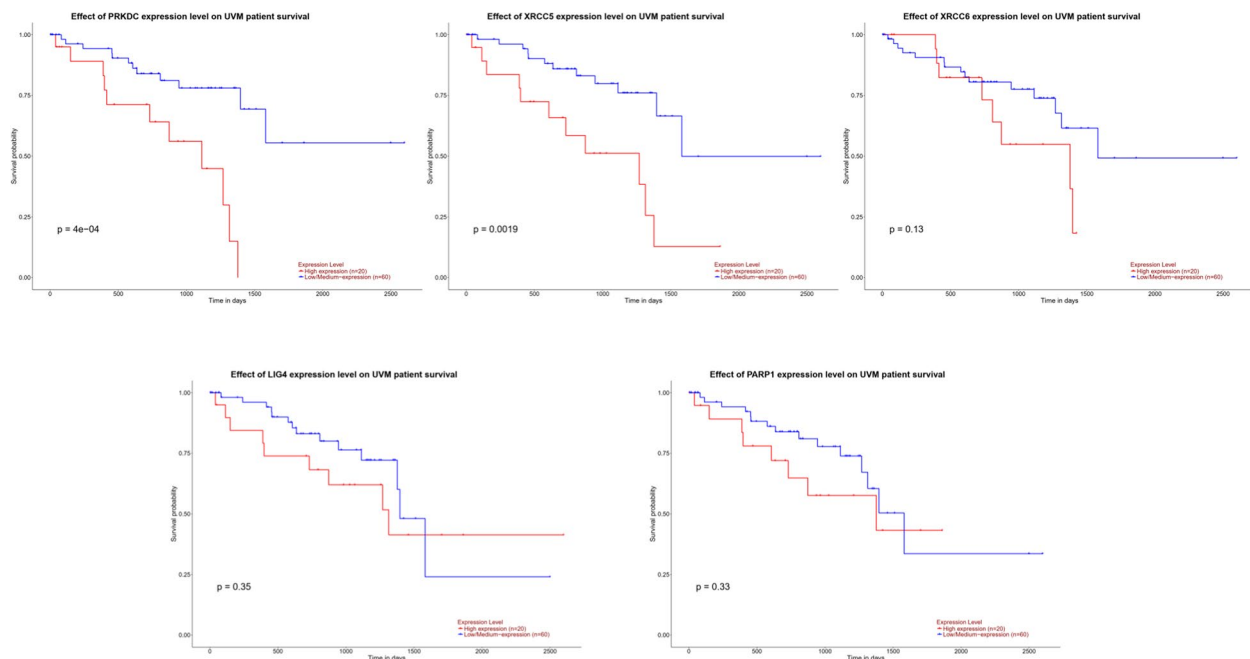 Effect of PRKDC expression level on UVM patient survival
1.00
0.75
0.50
0.25
0.00
Survival probability
p = 4e−04
Expression Level
High expression (n=20)
Low/Medium−expression (n=60)
0 500 1000 1500 2000 2500
Time in days
Effect of XRCC5 expression level on UVM patient survival
1.00
0.75
0.50
0.25
0.00
Survival probability
p = 0.0019
Expression Level
High expression (n=20)
Low/Medium−expression (n=60)
0 500 1000 1500 2000 2500
Time in days
Effect of XRCC6 expression level on UVM patient survival
1.00
0.75
0.50
0.25
0.00
Survival probability
p = 0.13
Expression Level
High expression (n=20)
Low/Medium−expression (n=60)
0 500 1000 1500 2000 2500
Time in days
Effect of LIG4 expression level on UVM patient survival
1.00
0.75
0.50
0.25
0.00
Survival probability
p = 0.35
Expression Level
High expression (n=20)
Low/Medium−expression (n=60)
0 500 1000 1500 2000 2500
Time in days
Effect of PARP1 expression level on UVM patient survival
1.00
0.75
0.50
0.25
0.00
Survival probability
p = 0.33
Expression Level
High expression (n=20)
Low/Medium−expression (n=60)
0 500 1000 1500 2000 2500
Time in days